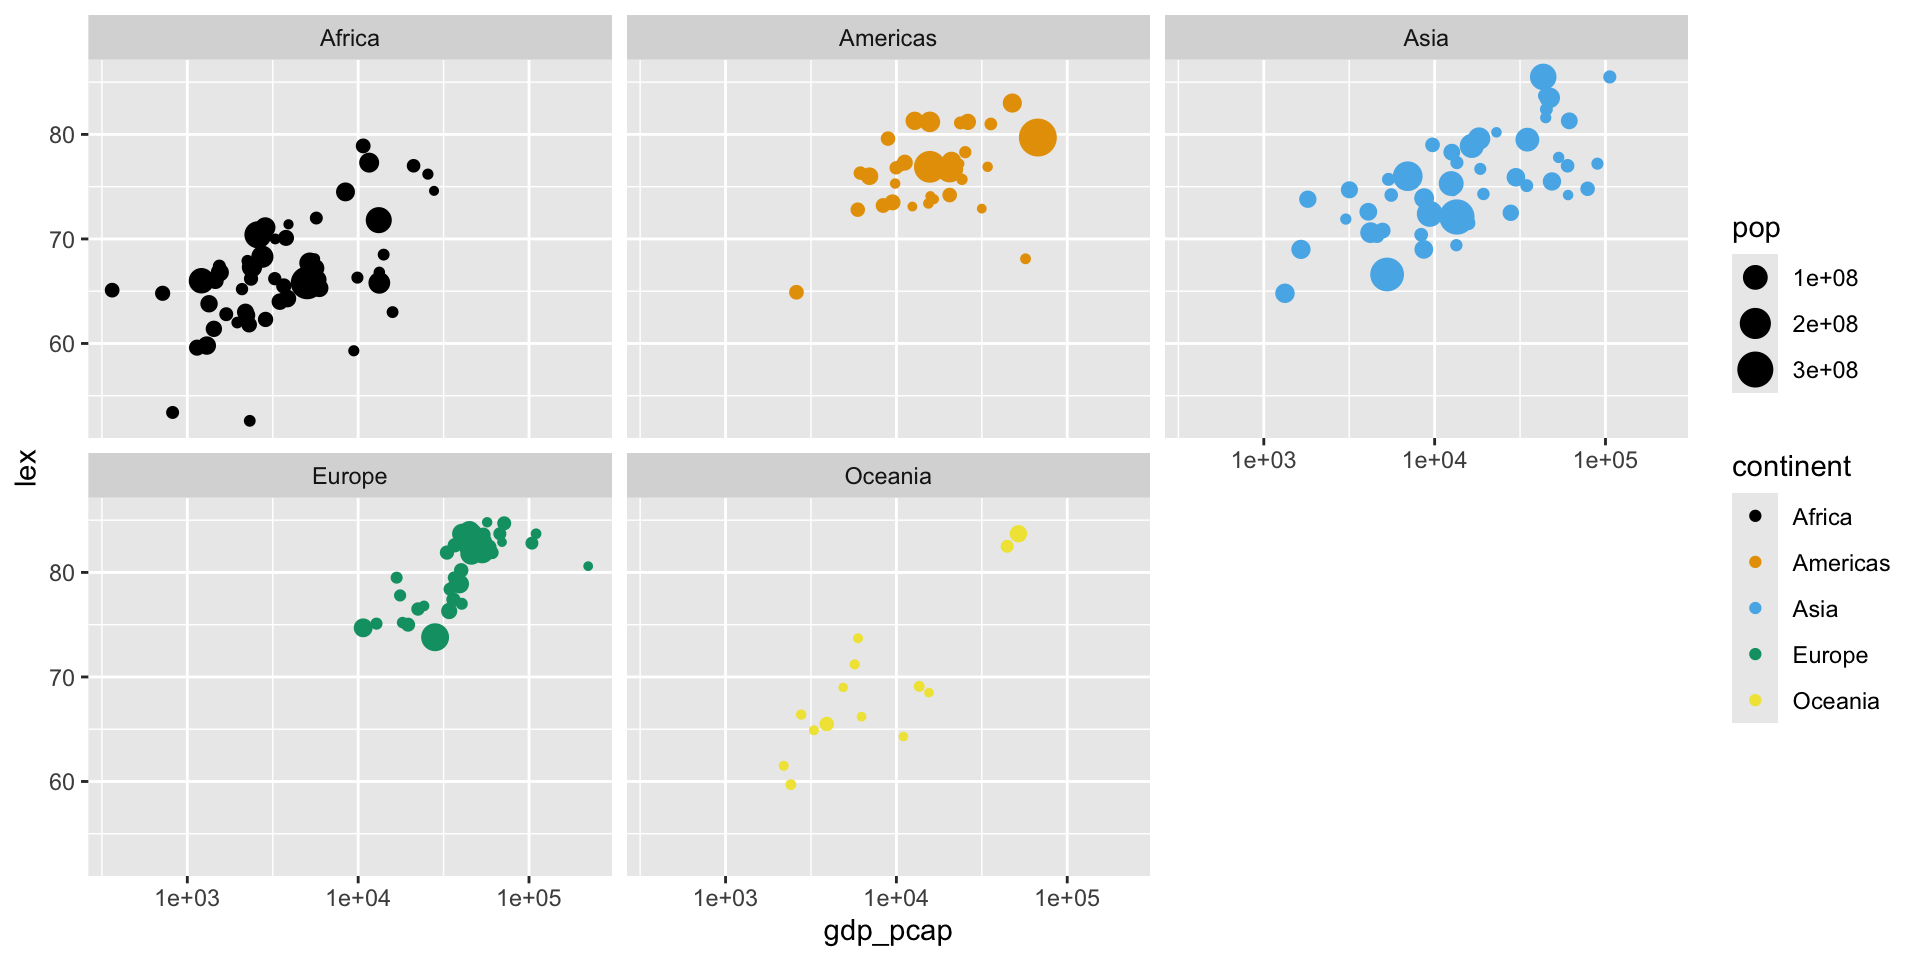 Africa
Americas
Asia
80
70
60
1e+03
1e+04
1e+05
Europe
Oceania
80
70
60
1e+03
1e+04
1e+05
1e+03
1e+04
1e+05
lex
gdp_pcap
pop
1e+08
2e+08
3e+08
continent
Africa
Americas
Asia
Europe
Oceania